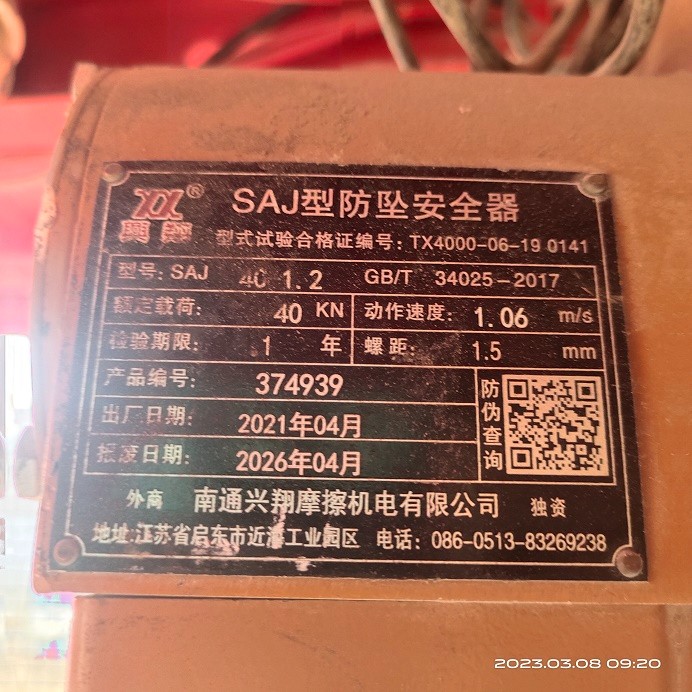 SAJ型防坠安全器
興翔®
型式试验合格证编号: TX4000-06-19 0141
型号: SAJ 40 1.2 GB/T 34025-2017
额定载荷: 40 KN 动作速度: 1.06 m/s
检验期限: 1 年 螺距: 1.5 mm
产品编号: 374939
出厂日期: 2021年04月
报废日期: 2026年04月
防伪查询
外商 南通兴翔摩擦机电有限公司 独资
地址:江苏省启东市近海工业园区 电话: 086-0513-83269238
2023.03.08 09:20